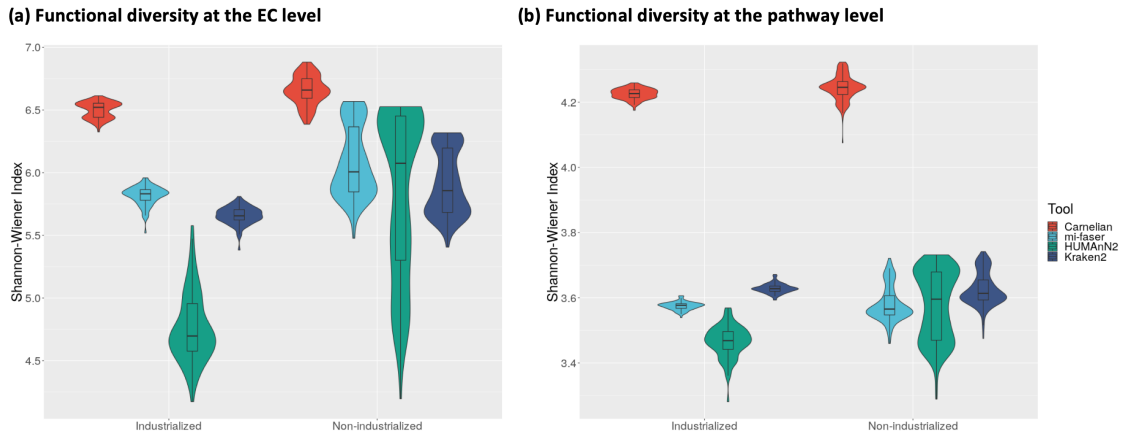 (a) Functional diversity at the EC level
7.0
6.5
6.0
5.5
5.0
4.5
Shannon-Wiener Index
Industrialized
Non-industrialized
(b) Functional diversity at the pathway level
4.2
4.0
3.8
3.6
3.4
Shannon-Wiener Index
Industrialized
Non-industrialized
Tool
Carnelian
mi-faser
HUMAnN2
Kraken2